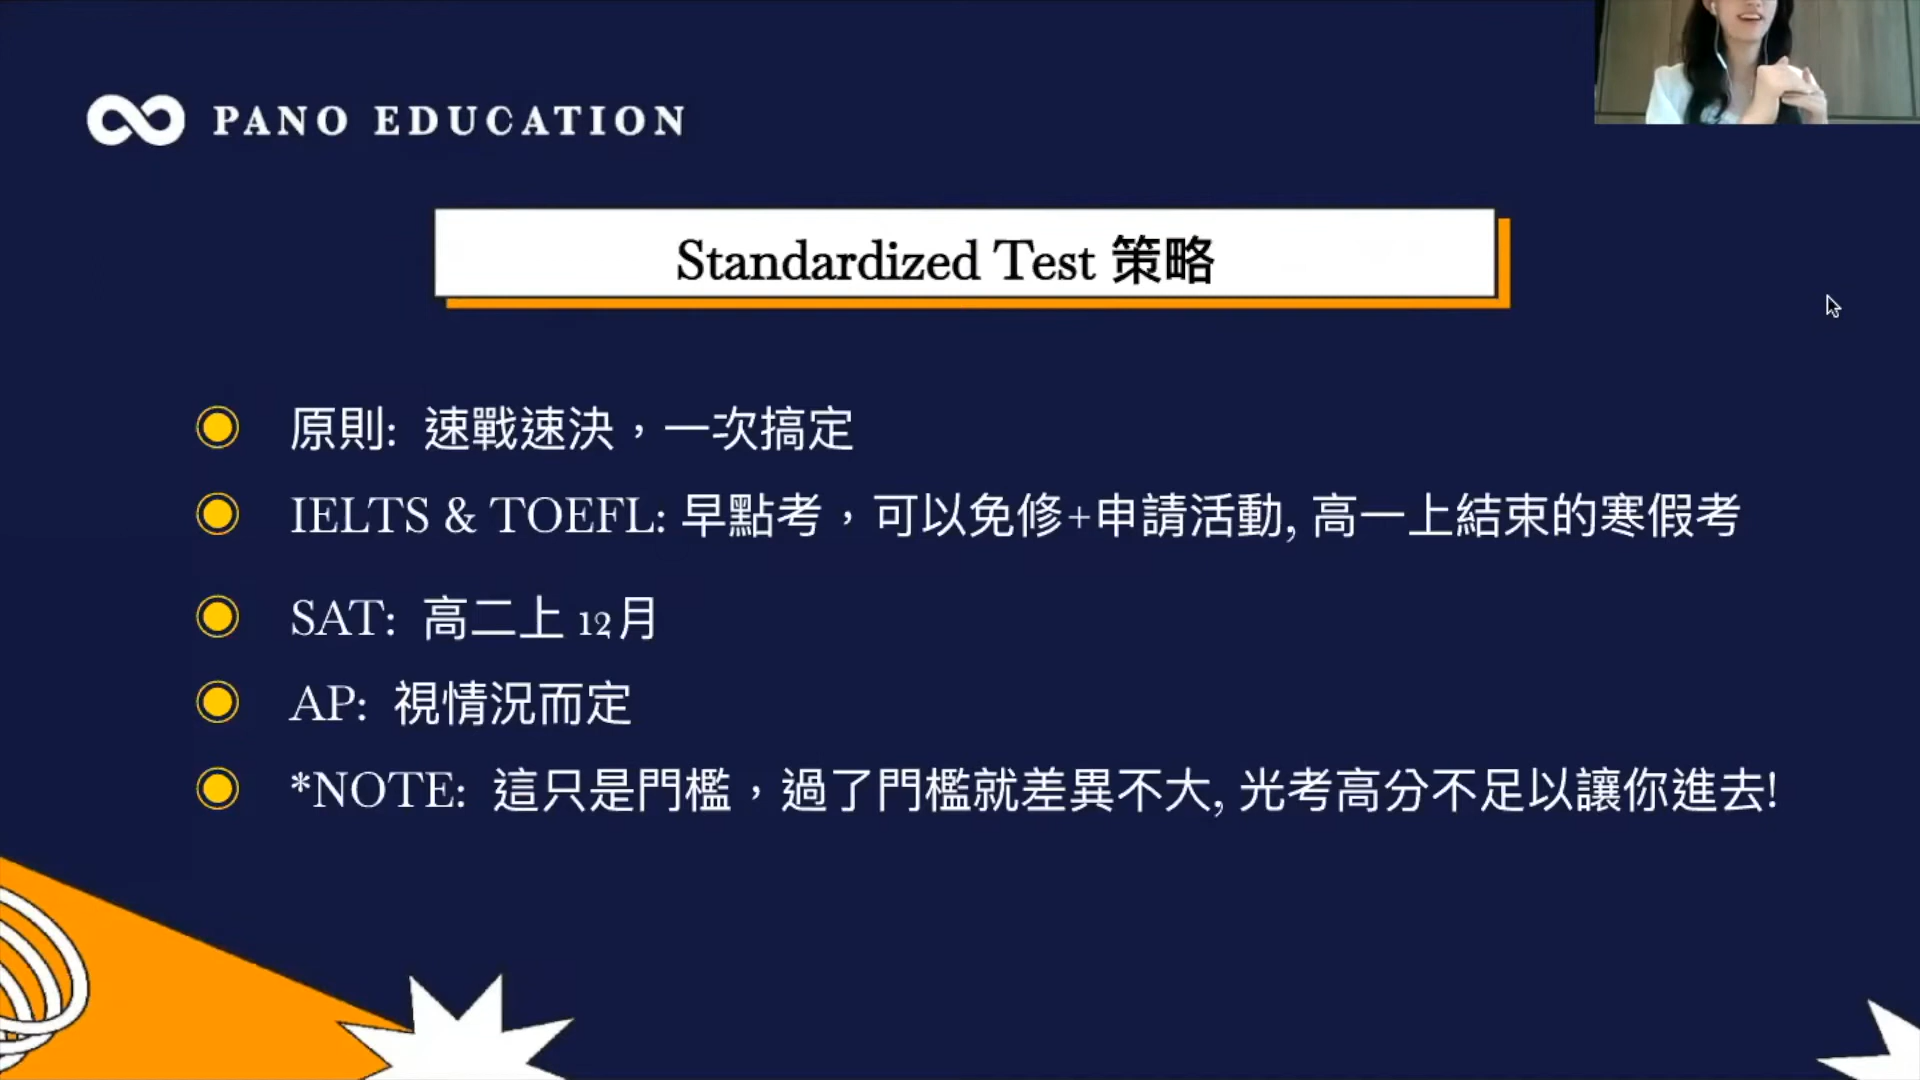 PANO EDUCATION
Standardized Test 策略
原則: 速戰速決，一次搞定
IELTS & TOEFL: 早點考，可以免修+申請活動, 高一上結束的寒假考
SAT: 高二上 12月
AP: 視情況而定
*NOTE: 這只是門檻，過了門檻就差異不大, 光考高分不足以讓你進去!